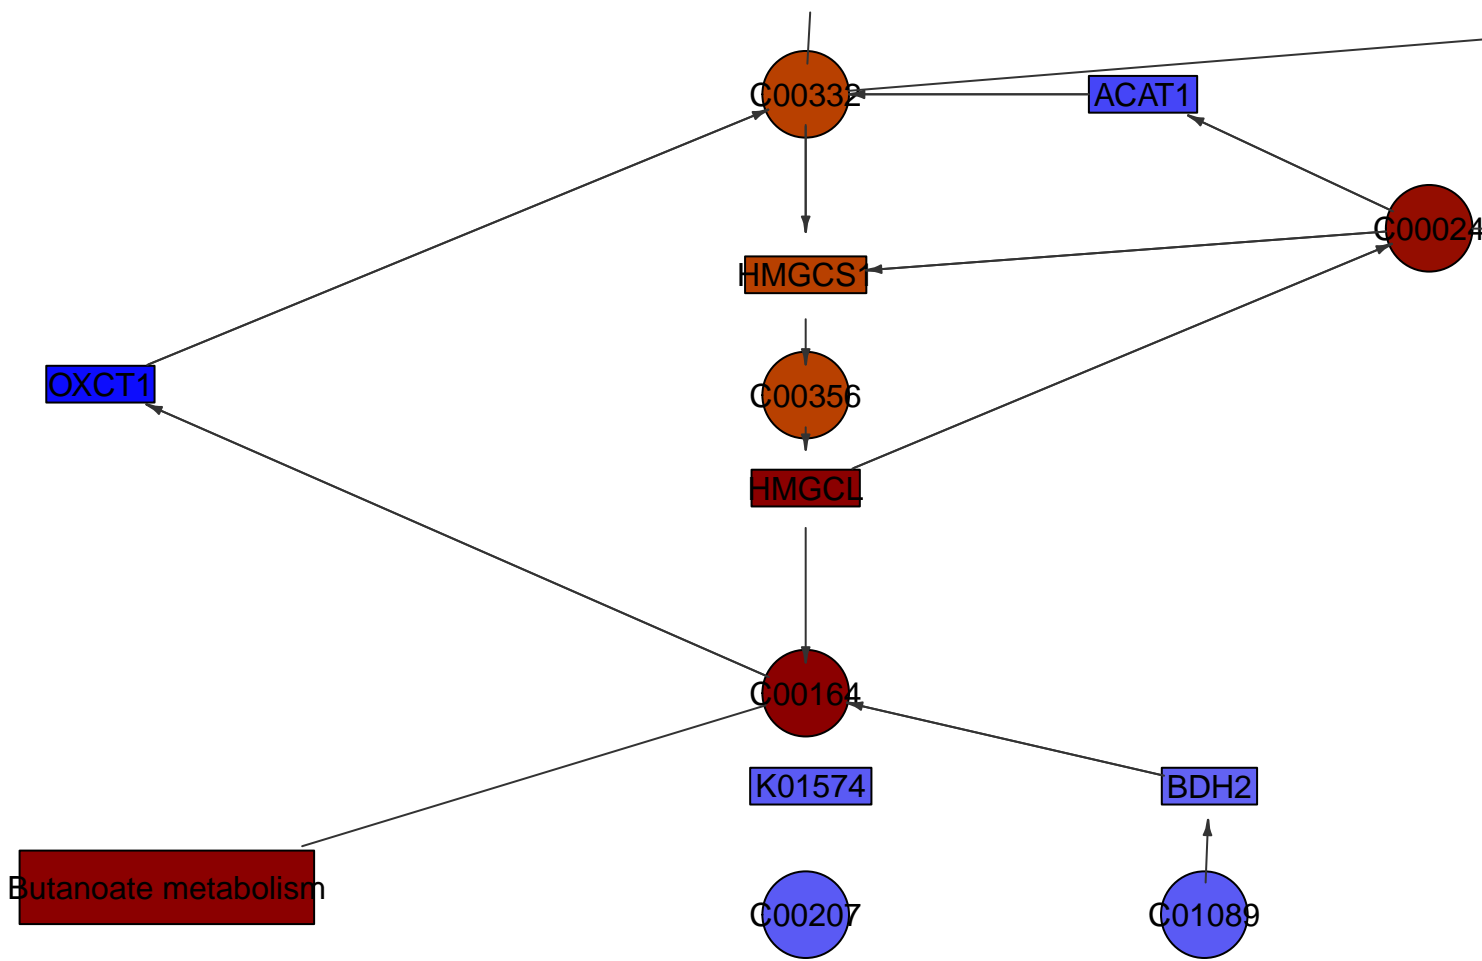 C00332
ACAT1
C00024
HMGCS1
OXCT1
C00356
HMGCL
C00164
K01574
BDH2
Butanoate metabolism
C00207
C01089